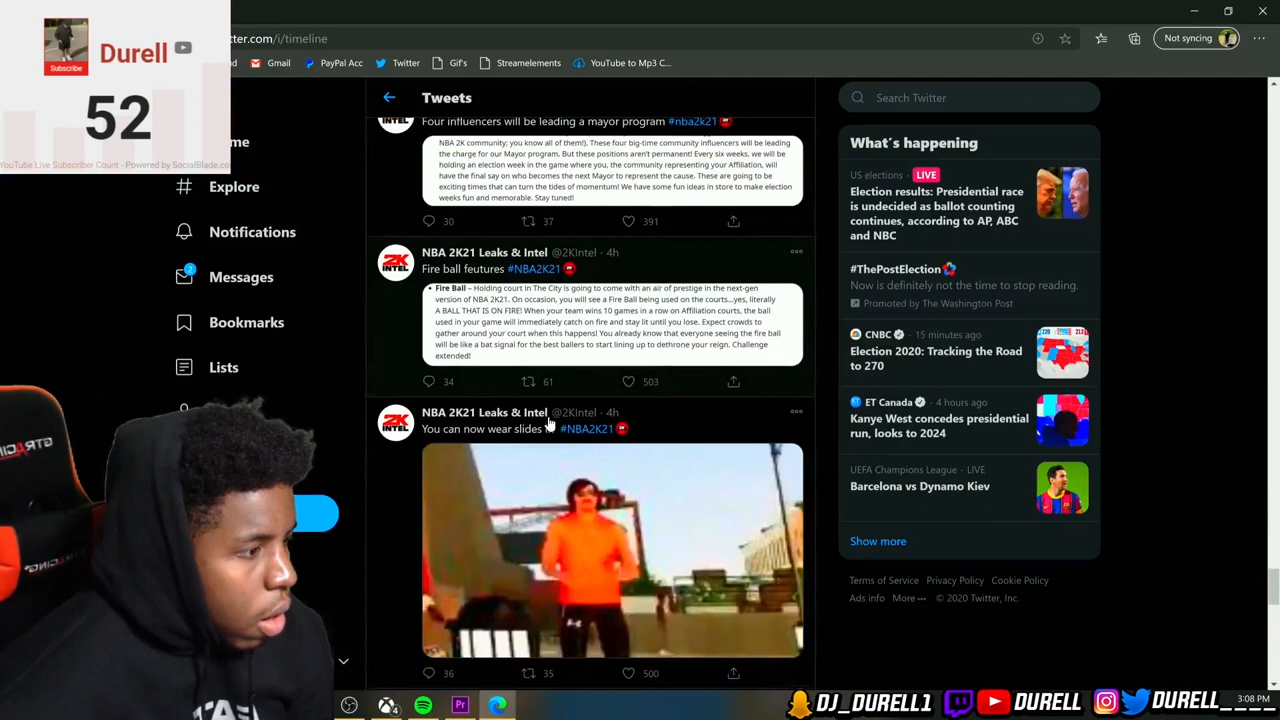 Durell
Subscribe
52
YouTube Live Subscriber Count - Powered by SocialBlade.co
tter.com/i/timeline
Not syncing
Gmail
PayPal Acc
Twitter
Gif's
Streamelements
YouTube to Mp3 C...
Explore
Notifications
2
Messages
Bookmarks
Lists
Tweets
Four influencers will be leading a mayor program #nba2k21
NBA 2K community; you know all of them!). These four big-time community influencers will be leading
the charge for our Mayor program. But these positions aren't permanent! Every six weeks, we will be
holding an election week in the game where you, the community representing your Affiliation, will
have the final say on who becomes the next Mayor to represent the cause. These are going to be
exciting times that can turn the tides of momentum! We have some fun ideas in store to make election
weeks fun and memorable. Stay tuned!
30 37 391
2K
INTEL
NBA 2K21 Leaks & Intel @2KIntel · 4h
Fire ball feutures #NBA2K21
• Fire Ball – Holding court in The City is going to come with an air of prestige in the next-gen
version of NBA 2K21. On occasion, you will see a Fire Ball being used on the courts...yes, literally
A BALL THAT IS ON FIRE! When your team wins 10 games in a row on Affiliation courts, the ball
used in your game will immediately catch on fire and stay lit until you lose. Expect crowds to
gather around your court when this happens! You already know that everyone seeing the fire ball
will be like a bat signal for the best ballers to start lining up to dethrone your reign. Challenge
extended!
34 61 503
2K
INTEL
NBA 2K21 Leaks & Intel @2KIntel · 4h
You can now wear slides #NBA2K21
36 35 500
Search Twitter
What's happening
US elections LIVE
Election results: Presidential race
is undecided as ballot counting
continues, according to AP, ABC
and NBC
#ThePostElection
Now is definitely not the time to stop reading.
Promoted by The Washington Post
CNBC · 15 minutes ago
Election 2020: Tracking the Road
to 270
ET Canada · 4 hours ago
Kanye West concedes presidential
run, looks to 2024
UEFA Champions League · LIVE
Barcelona vs Dynamo Kiev
Show more
Terms of Service Privacy Policy Cookie Policy
Ads info More © 2020 Twitter, Inc.
GTRACING
Pr
DJ_DURELL1 DURELL DURELL____
3:08 PM